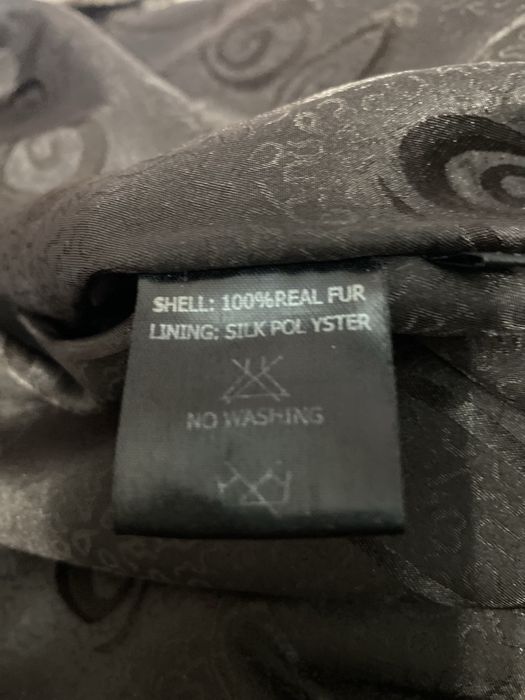 SHELL: 100%REAL FUR
LINING: SILK POL YSTER
NO WASHING